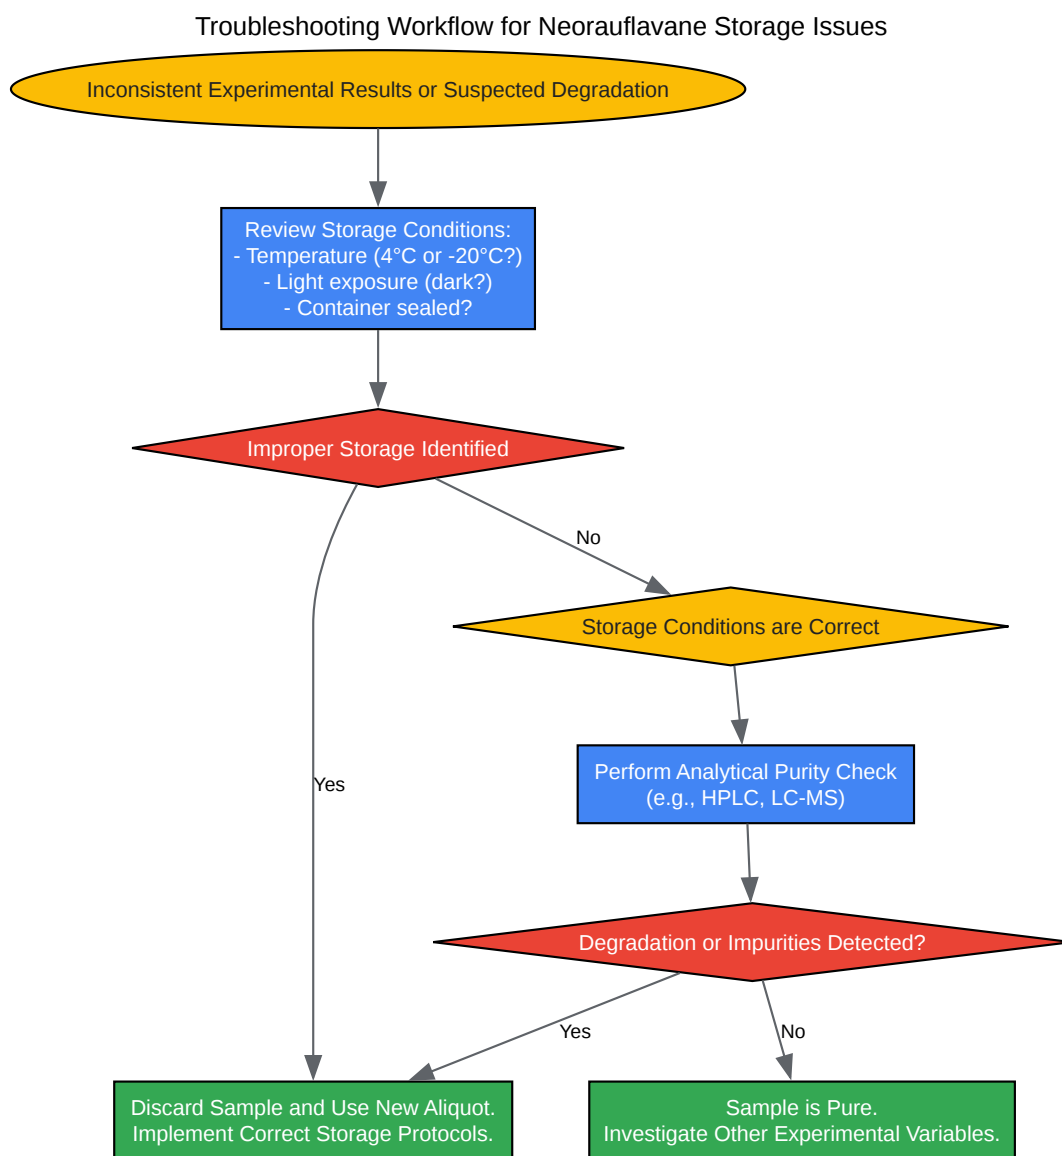 Troubleshooting Workflow for Neorauflavane Storage Issues
Inconsistent Experimental Results or Suspected Degradation
Review Storage Conditions:
- Temperature (4°C or -20°C?)
- Light exposure (dark?)
- Container sealed?
Improper Storage Identified
No
Storage Conditions are Correct
Yes
Perform Analytical Purity Check
(e.g., HPLC, LC-MS)
Degradation or Impurities Detected?
Yes
No
Discard Sample and Use New Aliquot.
Implement Correct Storage Protocols.
Sample is Pure.
Investigate Other Experimental Variables.